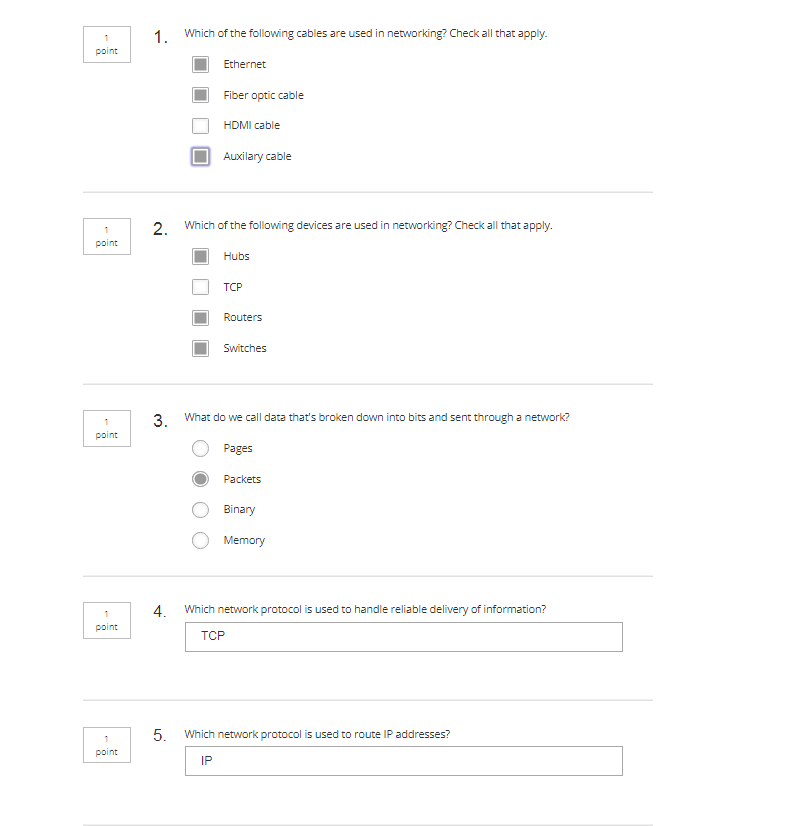 1
point
1. Which of the following cables are used in networking? Check all that apply.
Ethernet
Fiber optic cable
HDMI cable
Auxilary cable
1
point
2. Which of the following devices are used in networking? Check all that apply.
Hubs
TCP
Routers
Switches
1
point
3. What do we call data that's broken down into bits and sent through a network?
Pages
Packets
Binary
Memory
1
point
4. Which network protocol is used to handle reliable delivery of information?
TCP
1
point
5. Which network protocol is used to route IP addresses?
IP